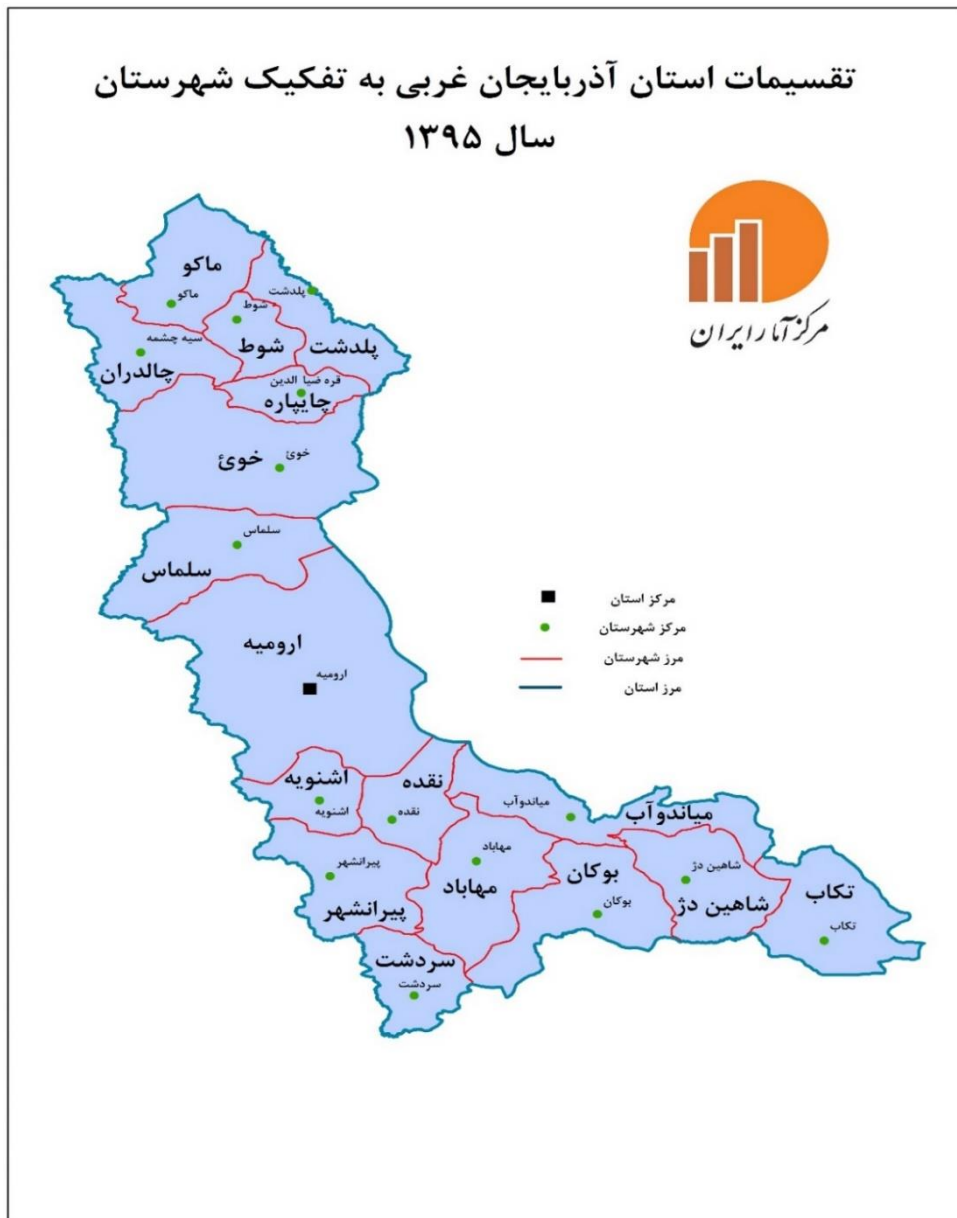 تقسیمات استان آذربایجان غربی به تفکیک شهرستان
سال ۱۳۹۵
مرکز آمار ایران
ماکو
ماکو
پلدشت
شوط
شوط
پلدشت
سیه چشمه
چالدران
قره ضیا الدین
چایپاره
خوئ
خوئ
سلماس
سلماس
مرکز استان
مرکز شهرستان
مرز شهرستان
مرز استان
ارومیه
ارومیه
اشنویه
اشنویه
نقده
نقده
میاندوآب
میاندوآب
مهاباد
مهاباد
پیرانشهر
پیرانشهر
بوکان
بوکان
شاهین دژ
شاهین دژ
تکاب
تکاب
سردشت
سردشت